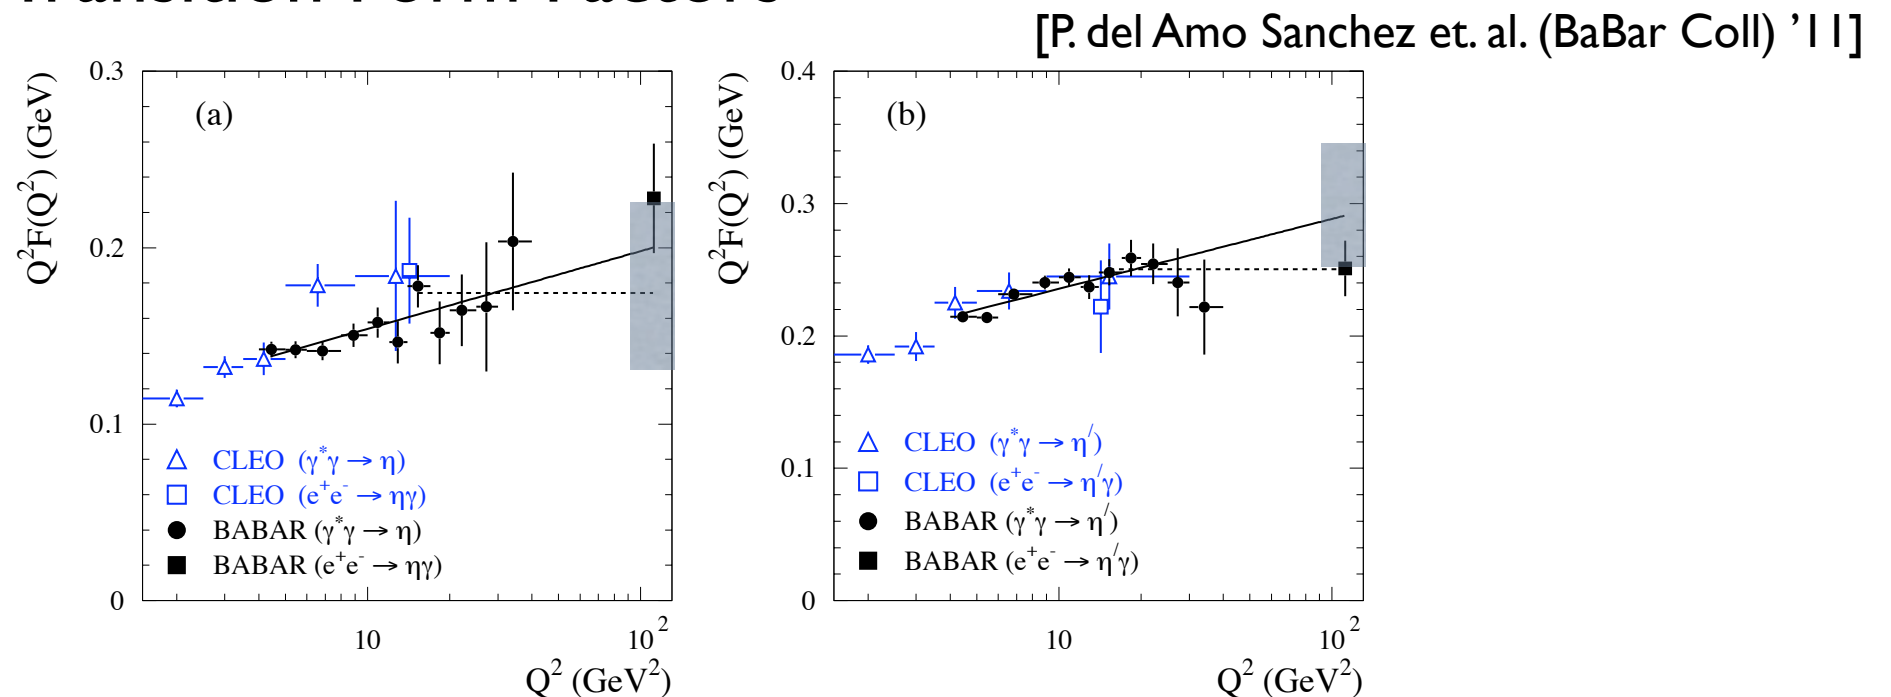 [P. del Amo Sanchez et. al. (BaBar Coll) '11]
(a)
Q²F(Q²) (GeV)
0.3
0.2
0.1
0
CLEO (γ*γ → η)
CLEO (e⁺e⁻ → ηγ)
BABAR (γ*γ → η)
BABAR (e⁺e⁻ → ηγ)
10
10²
Q² (GeV²)
(b)
Q²F(Q²) (GeV)
0.4
0.3
0.2
0.1
0
CLEO (γ*γ → η′)
CLEO (e⁺e⁻ → η′γ)
BABAR (γ*γ → η′)
BABAR (e⁺e⁻ → η′γ)
10
10²
Q² (GeV²)